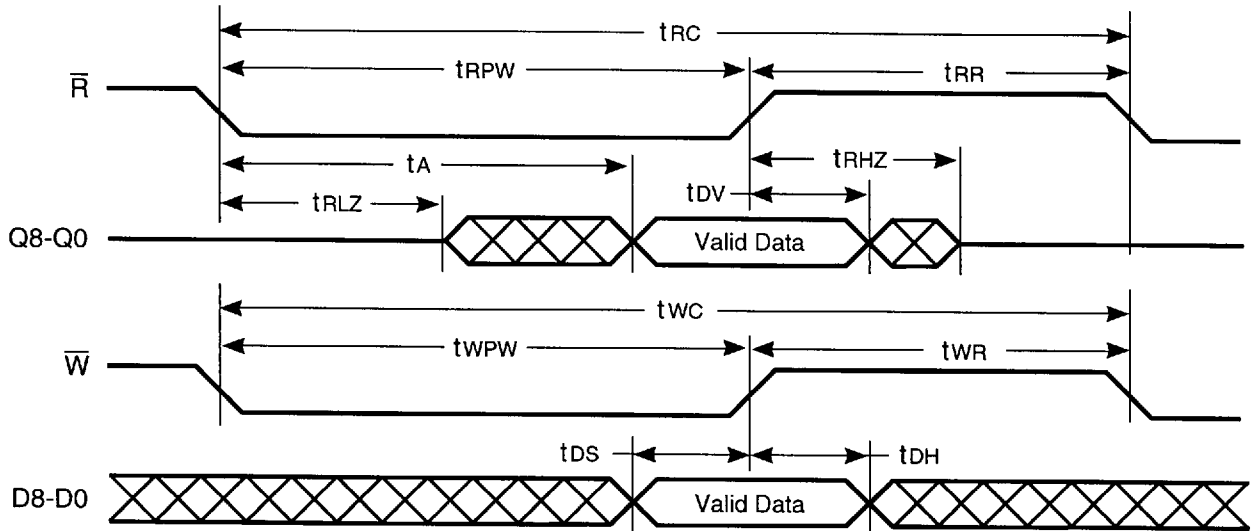 tRC
tRPW tRR
R̅
tA tRHZ
tRLZ tDV
Q8-Q0 Valid Data
tWC
tWPW tWR
W̅
tDS tDH
D8-D0 Valid Data